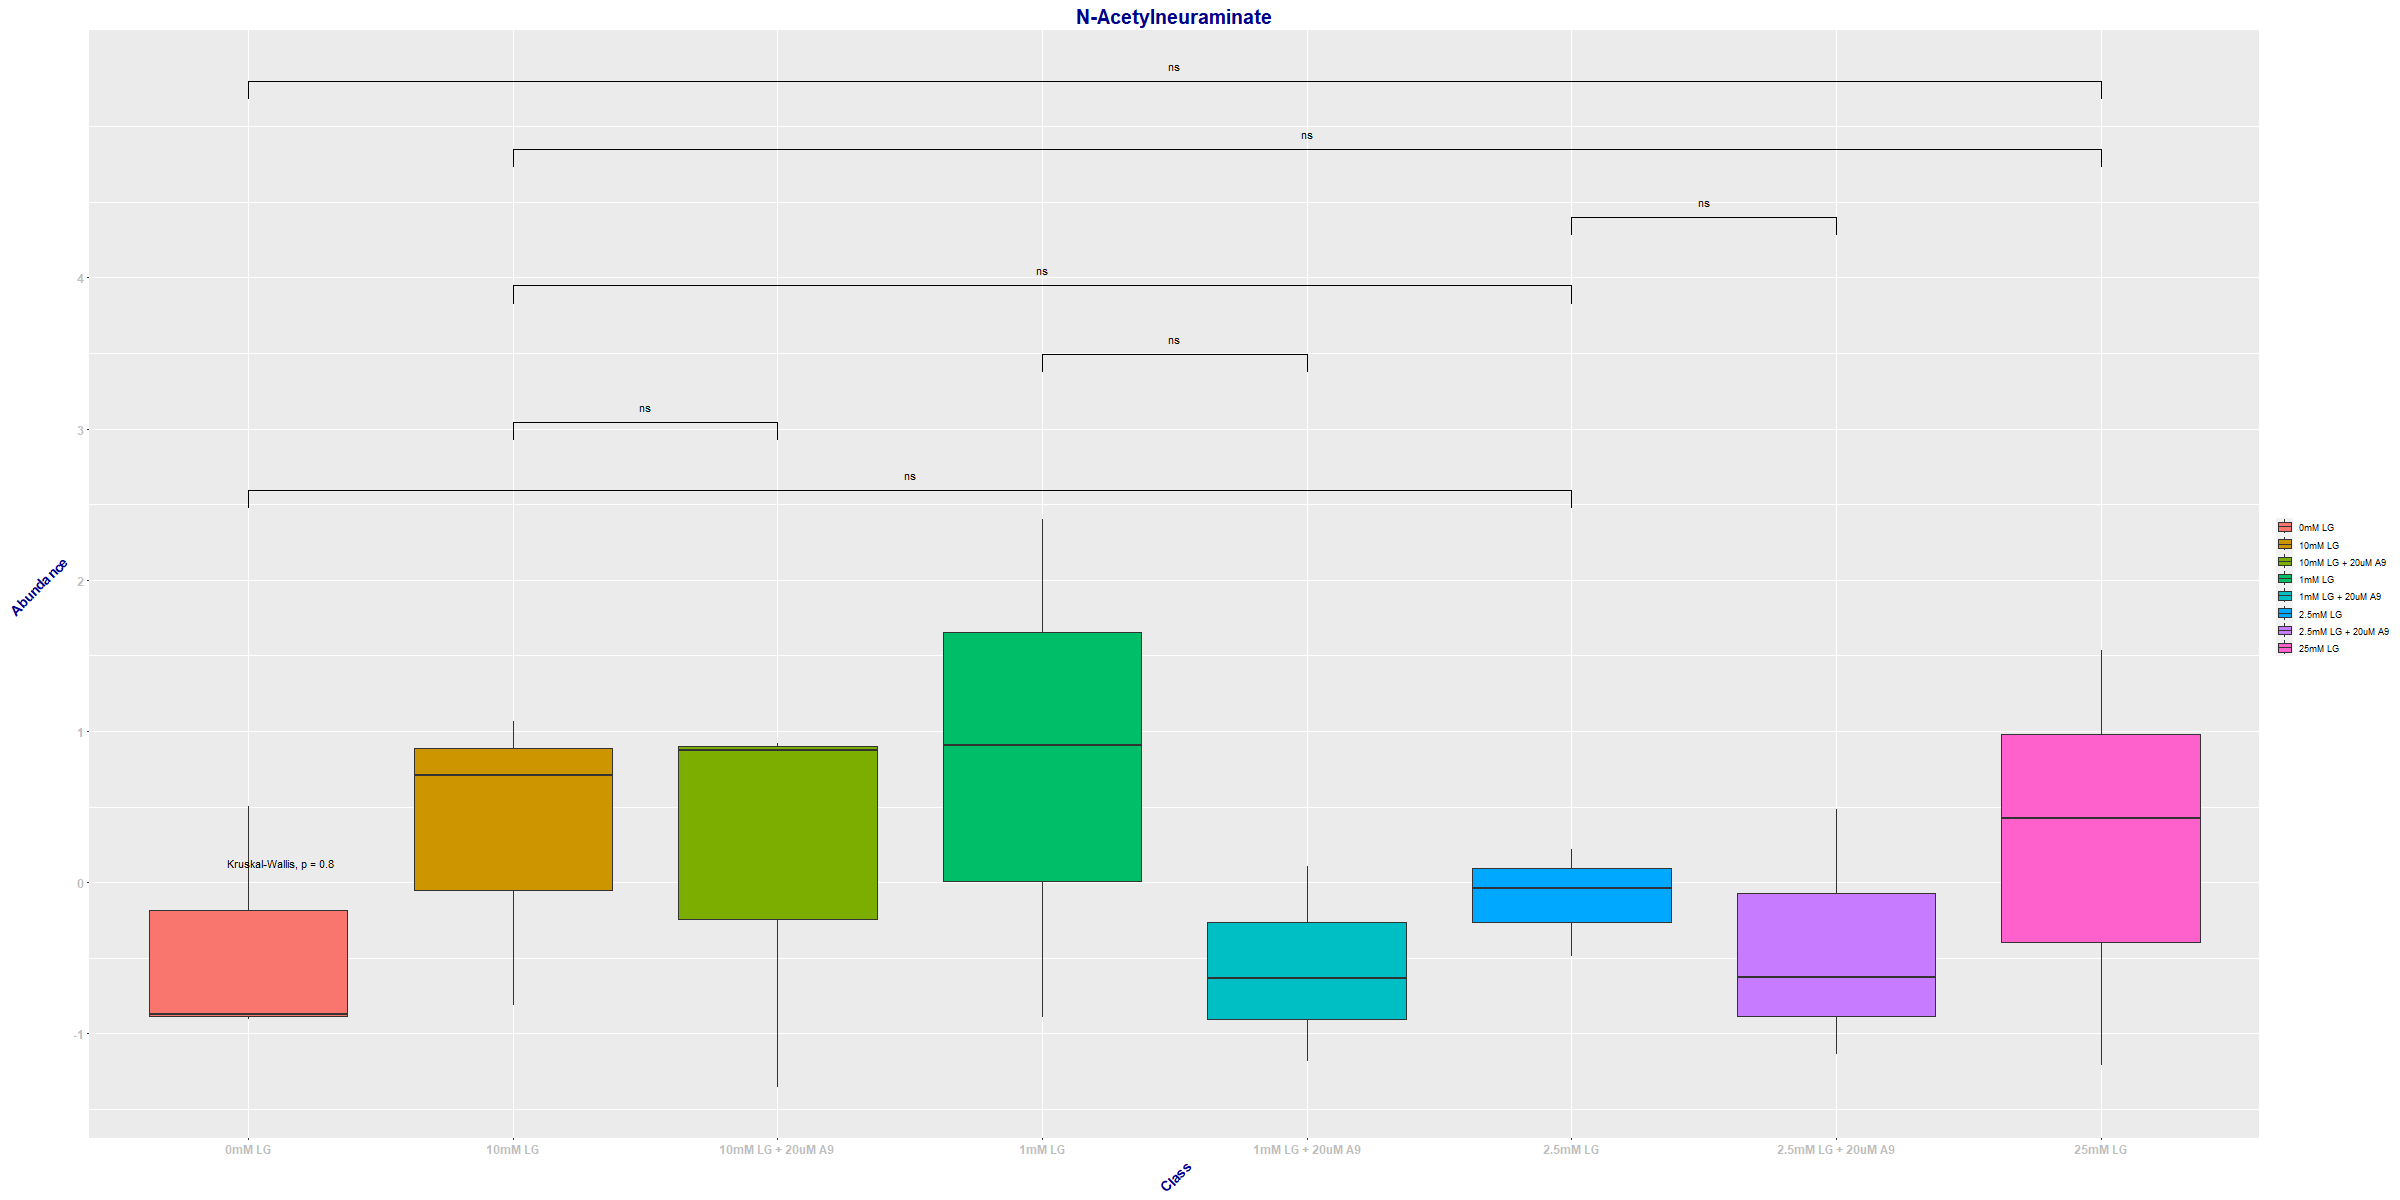 N-Acetylneuraminate
ns
ns
ns
ns
ns
ns
ns
4
3
2
1
0
-1
Abundance
Kruskal-Wallis, p = 0.8
0mM LG
10mM LG
10mM LG + 20uM A9
1mM LG
1mM LG + 20uM A9
2.5mM LG
2.5mM LG + 20uM A9
25mM LG
Class
0mM LG
10mM LG
10mM LG + 20uM A9
1mM LG
1mM LG + 20uM A9
2.5mM LG
2.5mM LG + 20uM A9
25mM LG